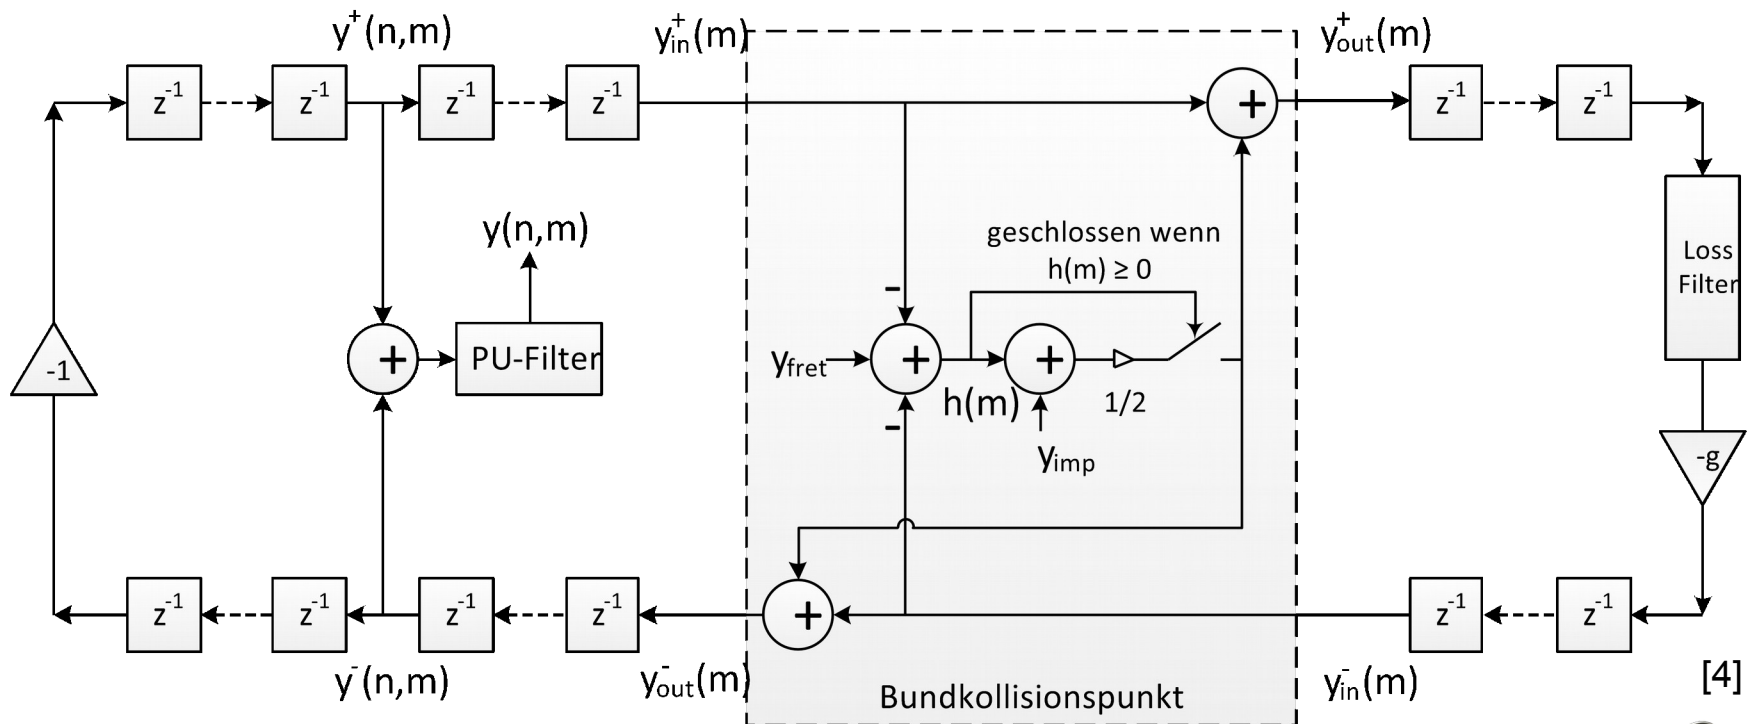 y⁺(n,m)
y⁺in(m)
y⁺out(m)
z⁻¹ z⁻¹ z⁻¹ z⁻¹ + z⁻¹ z⁻¹
y(n,m)
geschlossen wenn
h(m) ≥ 0
Loss
Filter
-
-1
+
PU-Filter
yfret
+
h(m)
+
1/2
-
yimp
-g
z⁻¹ z⁻¹ z⁻¹ z⁻¹ + z⁻¹ z⁻¹
y⁻(n,m)
y⁻out(m)
Bundkollisionspunkt
y⁻in(m)
[4]